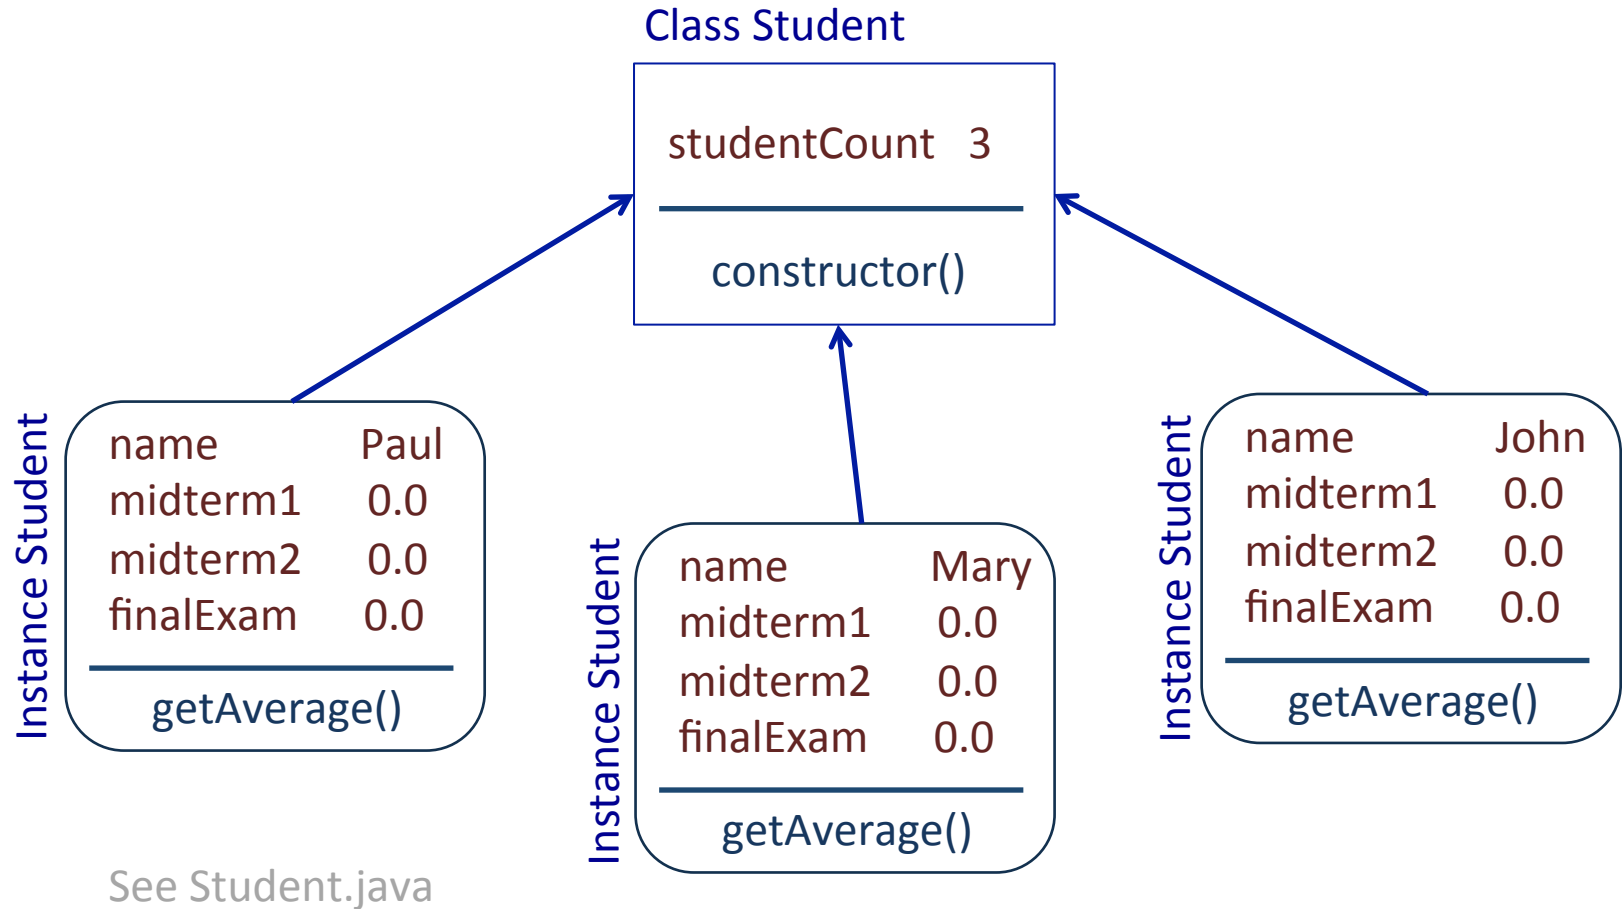 Class Student
studentCount 3
constructor()
Instance Student
name Paul
midterm1 0.0
midterm2 0.0
finalExam 0.0
getAverage()
Instance Student
name Mary
midterm1 0.0
midterm2 0.0
finalExam 0.0
getAverage()
Instance Student
name John
midterm1 0.0
midterm2 0.0
finalExam 0.0
getAverage()
See Student.java